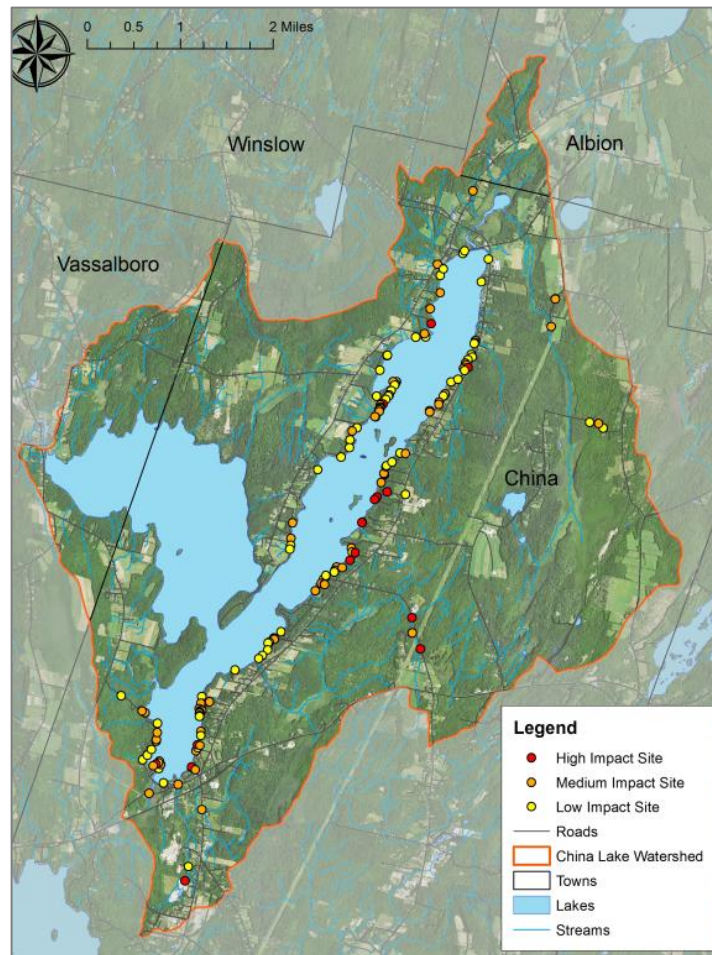 0 0.5 1 2 Miles
Winslow
Albion
Vassalboro
China
Legend
High Impact Site
Medium Impact Site
Low Impact Site
Roads
China Lake Watershed
Towns
Lakes
Streams